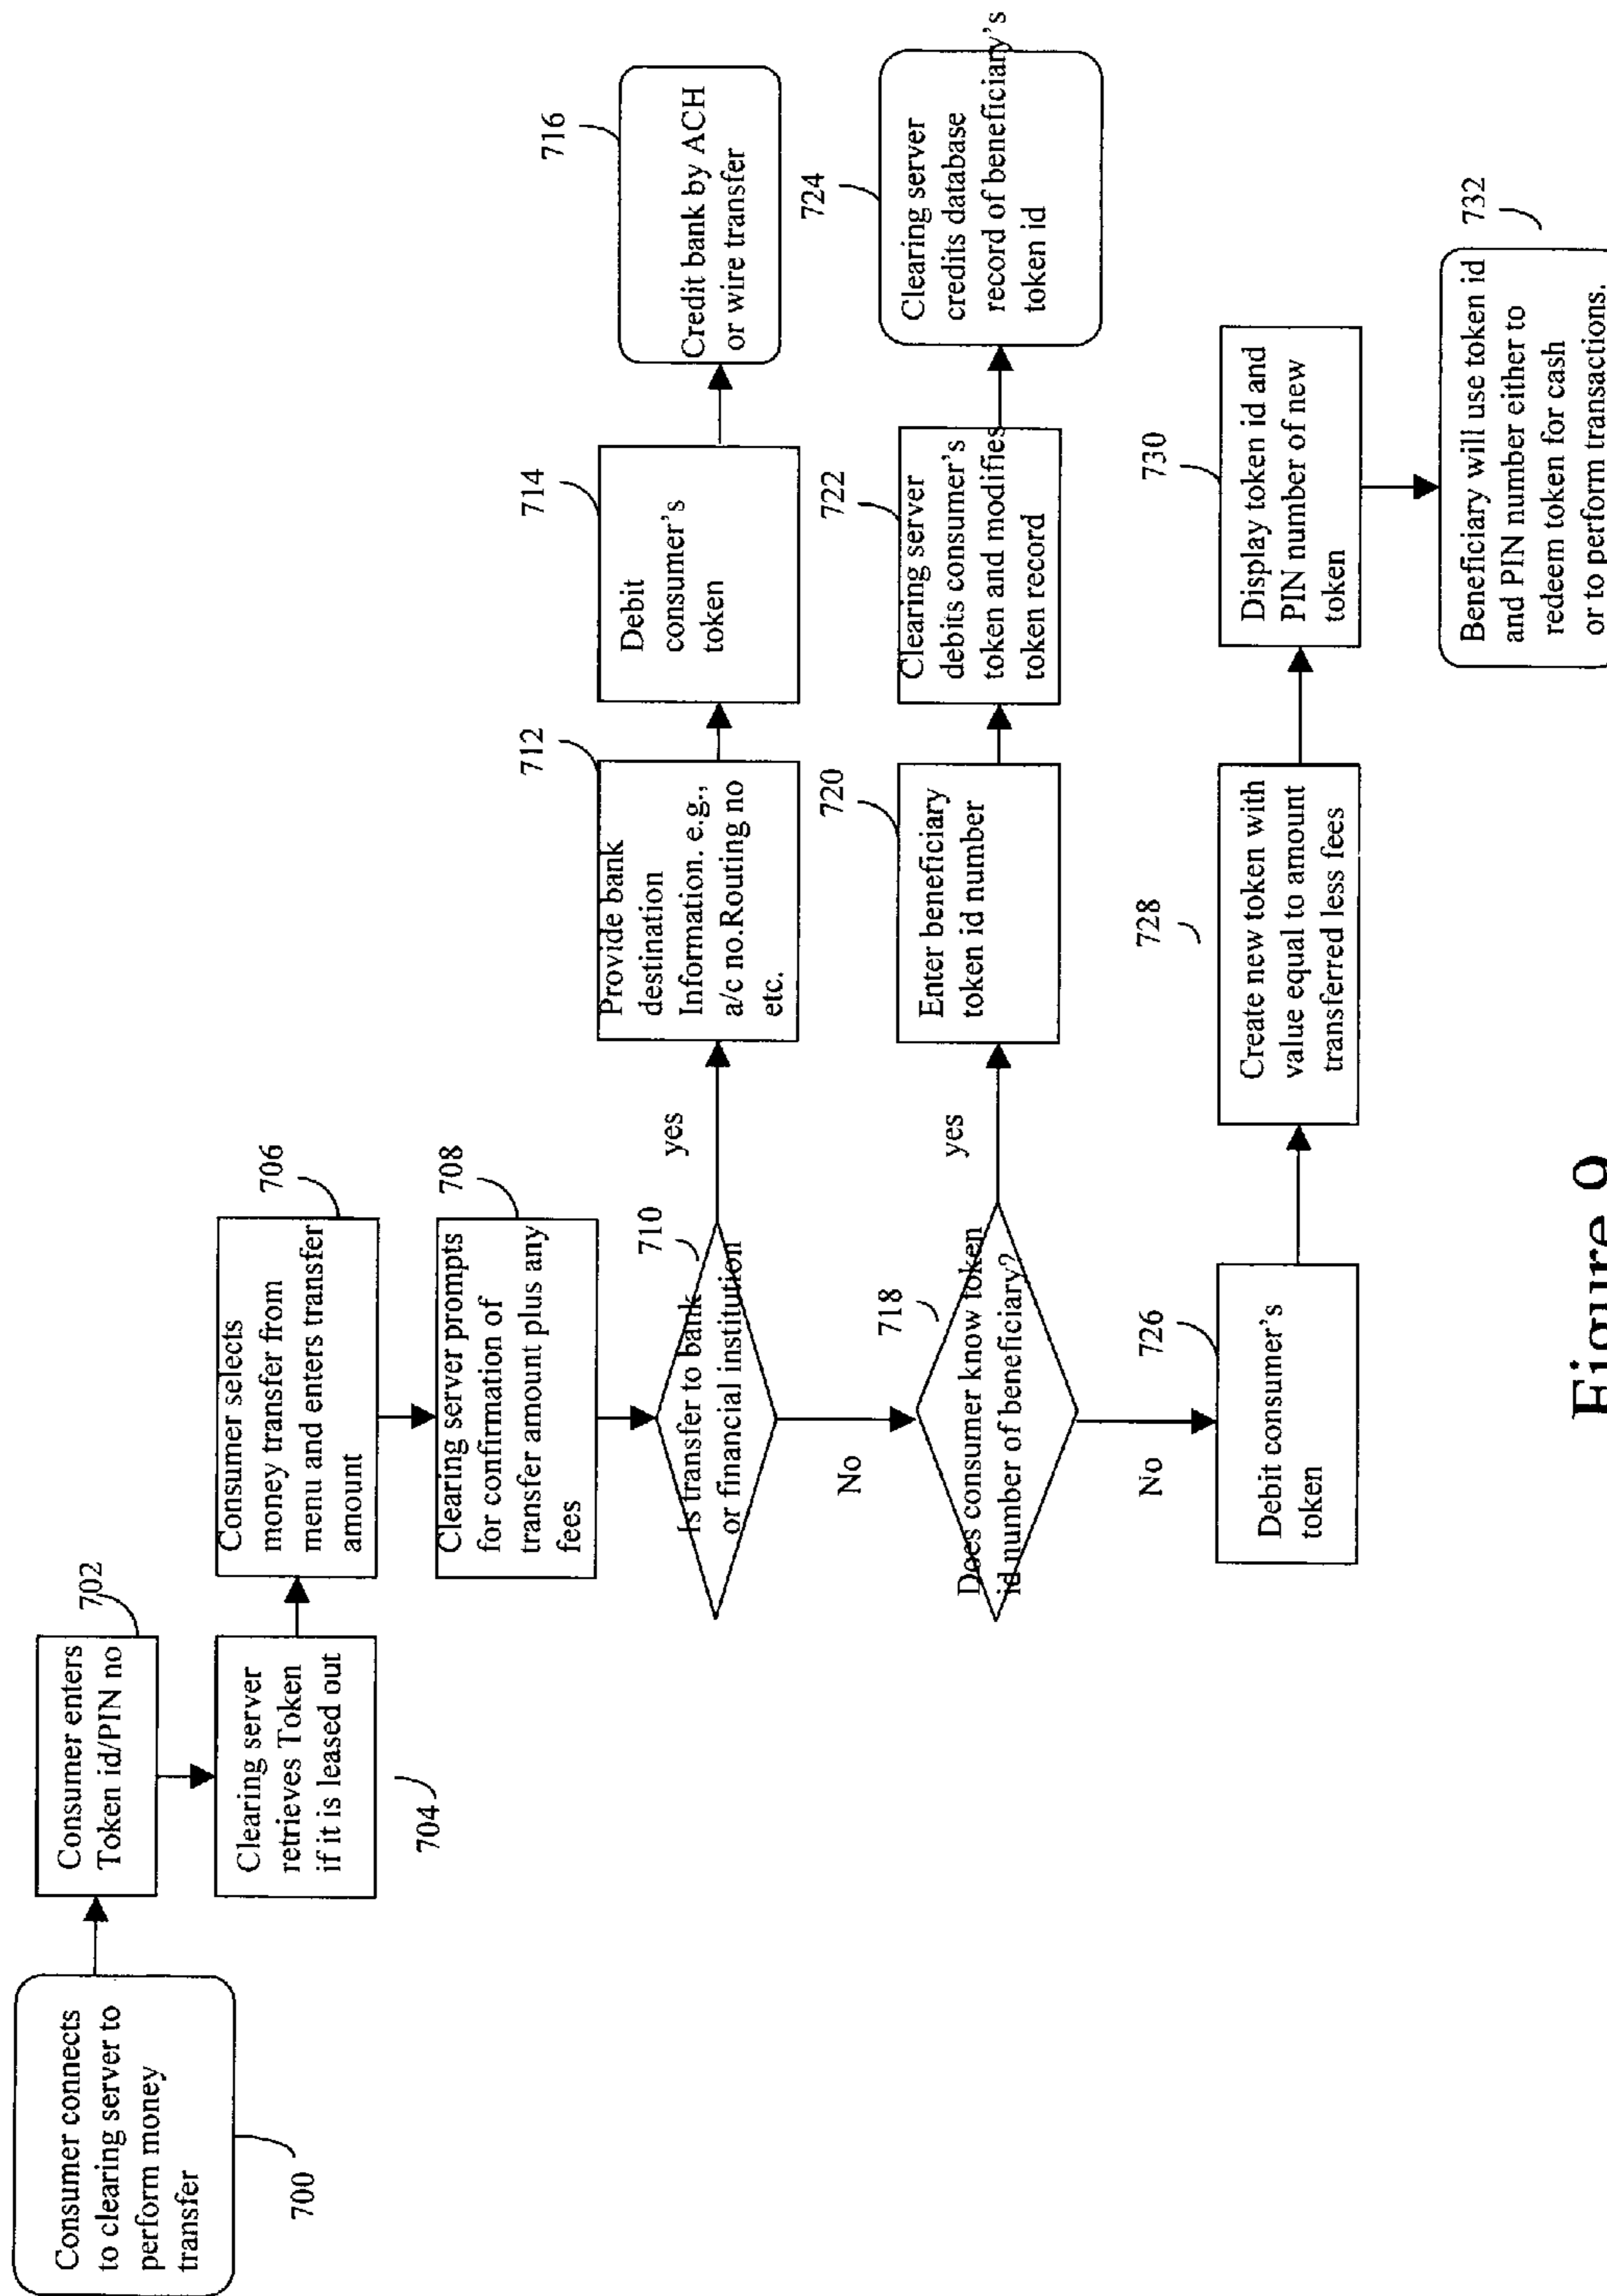 Consumer connects
to clearing server to
perform money
transfer
700
Consumer enters
Token id/PIN no
702
Clearing server
retrieves Token
if it is leased out
704
Consumer selects
money transfer from
menu and enters transfer
amount
706
Clearing server prompts
for confirmation of
transfer amount plus any
fees
708
Is transfer to bank
or financial institution
710
yes
No
Provide bank
destination
Information. e.g.,
a/c no.Routing no
etc.
712
Debit
consumer's
token
714
Credit bank by ACH
or wire transfer
716
Does consumer know token
id number of beneficiary?
718
yes
No
Enter beneficiary
token id number
720
Clearing server
debits consumer's
token and modifies
token record
722
Clearing server
credits database
record of beneficiary's
token id
724
Debit consumer's
token
726
Create new token with
value equal to amount
transferred less fees
728
Display token id and
PIN number of new
token
730
Beneficiary will use token id
and PIN number either to
redeem token for cash
or to perform transactions.
732
Figure 9